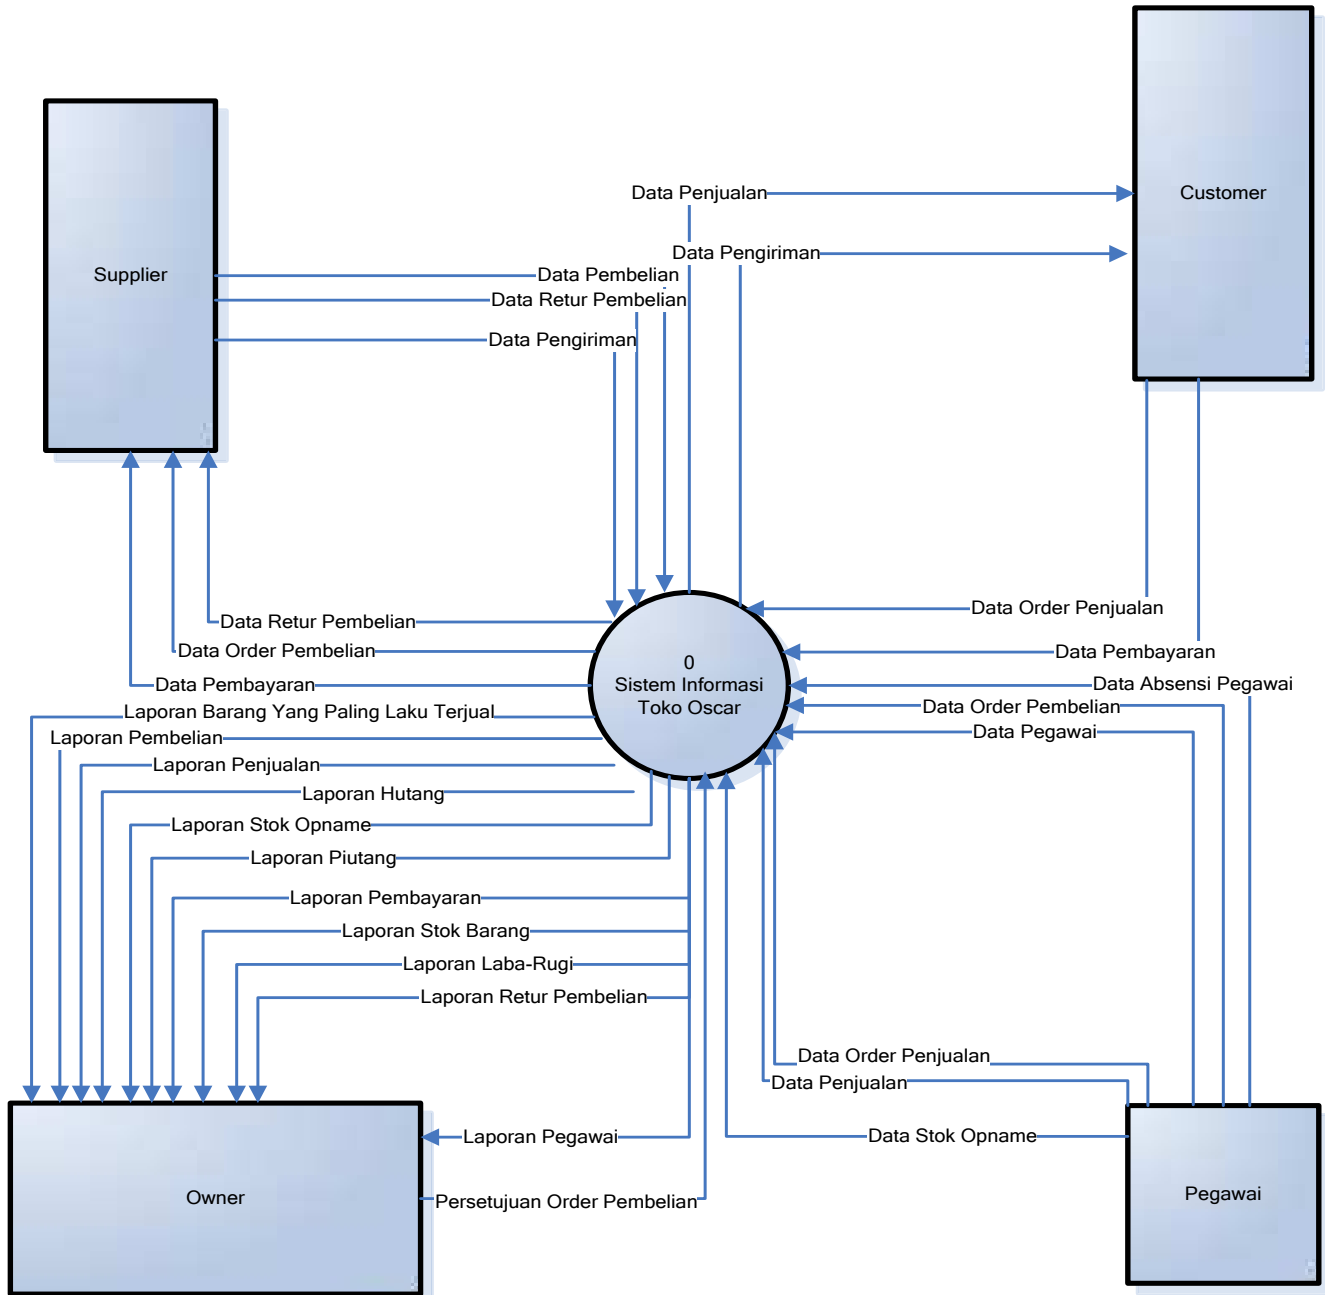 Data Penjualan
Customer
Data Pengiriman
Supplier
Data Pembelian
Data Retur Pembelian
Data Pengiriman
Data Order Penjualan
Data Retur Pembelian
Data Order Pembelian
Data Pembayaran
0
Sistem Informasi
Toko Oscar
Data Pembayaran
Data Absensi Pegawai
Data Order Pembelian
Data Pegawai
Laporan Barang Yang Paling Laku Terjual
Laporan Pembelian
Laporan Penjualan
Laporan Hutang
Laporan Stok Opname
Laporan Piutang
Laporan Pembayaran
Laporan Stok Barang
Laporan Laba-Rugi
Laporan Retur Pembelian
Data Order Penjualan
Data Penjualan
Data Stok Opname
Laporan Pegawai
Persetujuan Order Pembelian
Owner
Pegawai